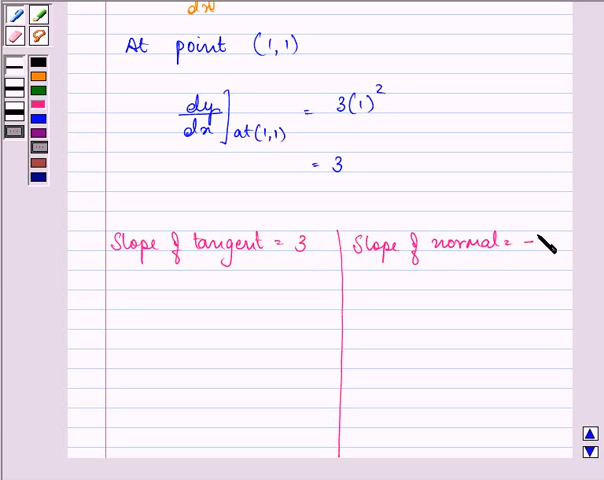 dx
At point (1,1)
dy/dx ]at (1,1) = 3(1)²
= 3
Slope of tangent = 3
Slope of normal = -